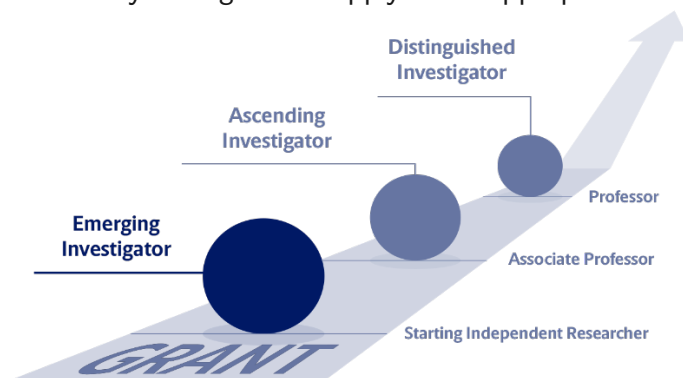 Distinguished
Investigator
Ascending
Investigator
Professor
Emerging
Investigator
Associate Professor
Starting Independent Researcher
GRANT